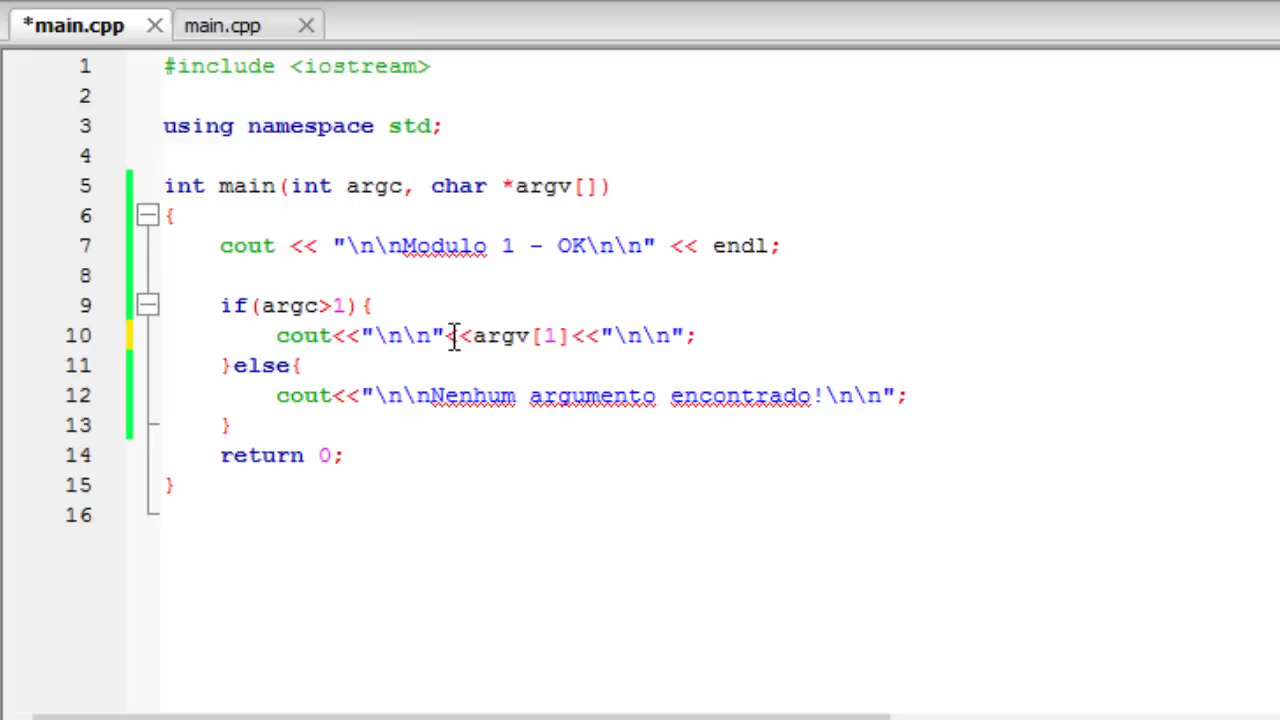 *main.cpp main.cpp
1 #include <iostream>
2
3 using namespace std;
4
5 int main(int argc, char *argv[])
6 {
7 cout << "\n\nModulo 1 - OK\n\n" << endl;
8
9 if(argc>1){
10 cout<<"\n\n"<<argv[1]<<"\n\n";
11 }else{
12 cout<<"\n\nNenhum argumento encontrado!\n\n";
13 }
14 return 0;
15 }
16